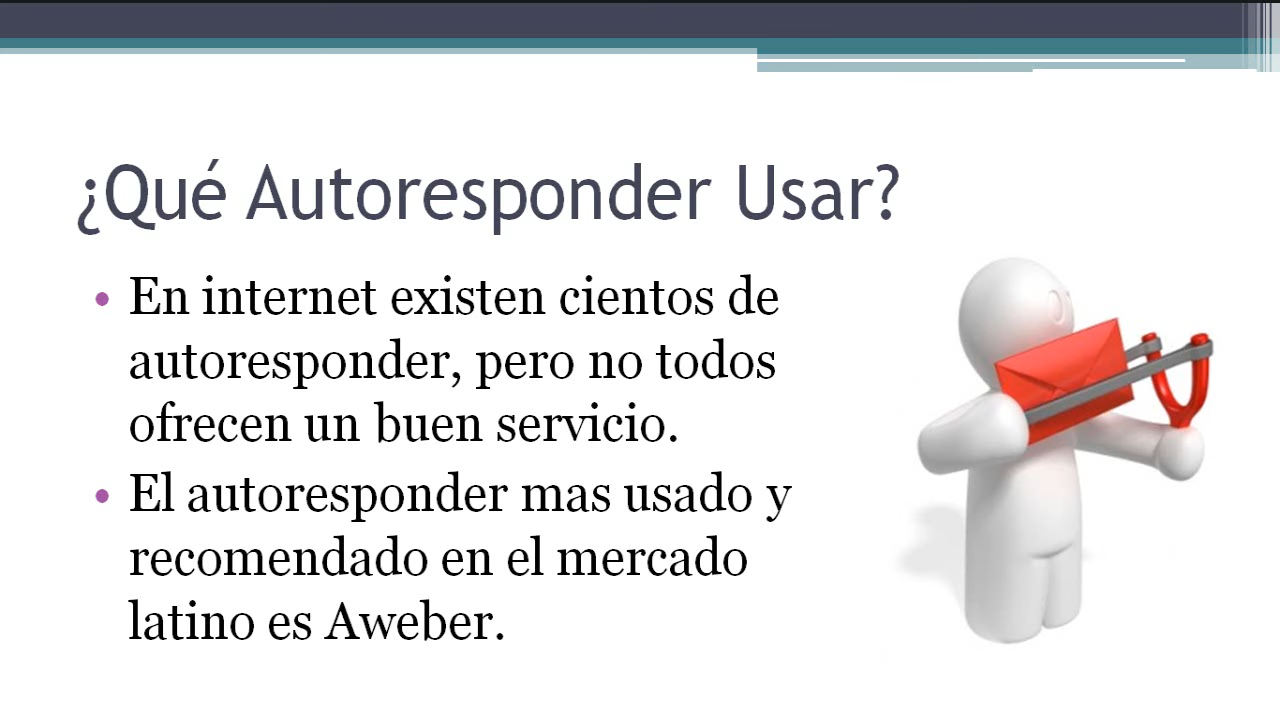 ¿Qué Autoresponder Usar?
• En internet existen cientos de
autoresponder, pero no todos
ofrecen un buen servicio.
• El autoresponder mas usado y
recomendado en el mercado
latino es Aweber.